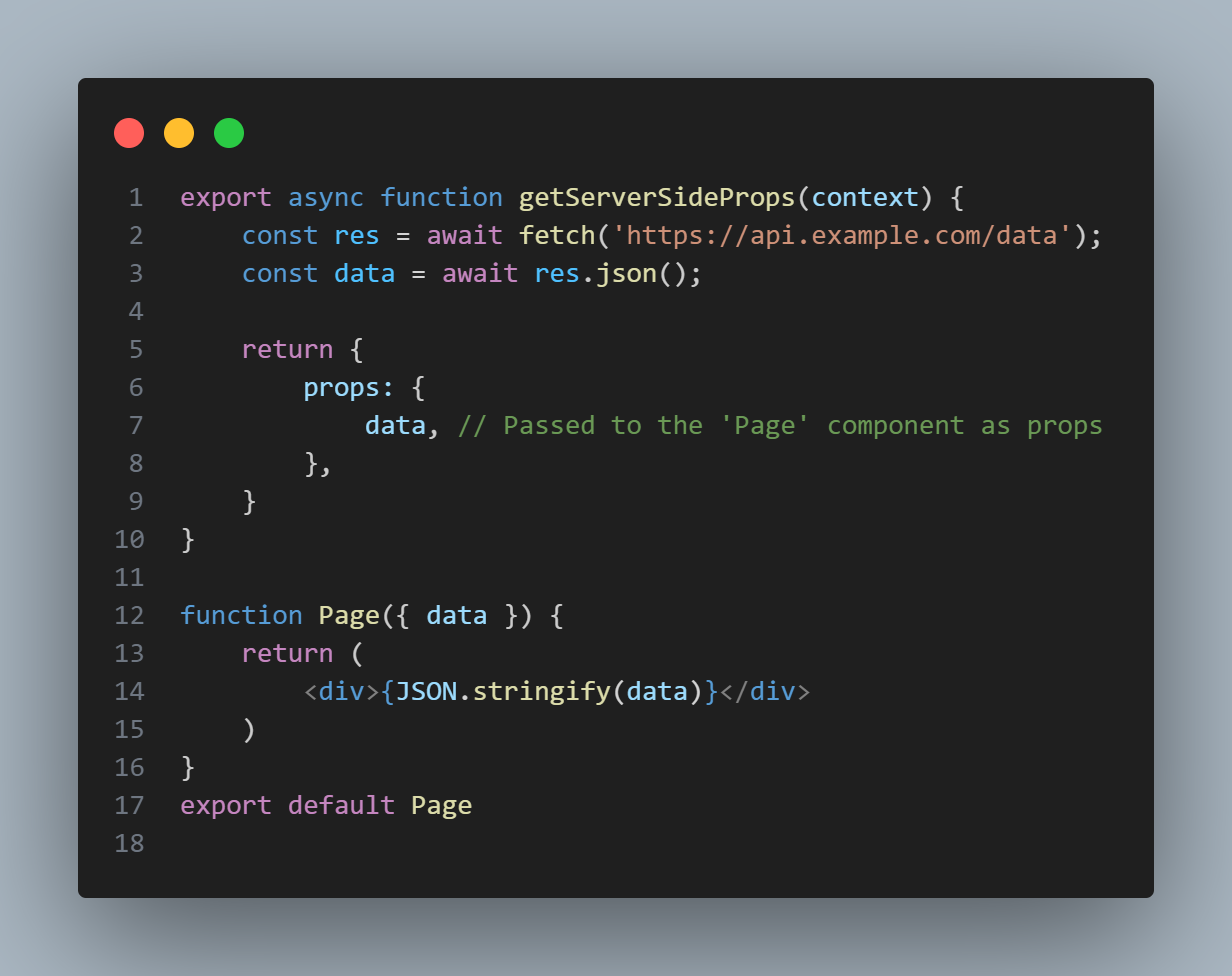 1 export async function getServerSideProps(context) {
2     const res = await fetch('https://api.example.com/data');
3     const data = await res.json();
4
5     return {
6         props: {
7             data, // Passed to the 'Page' component as props
8         },
9     }
10 }
11
12 function Page({ data }) {
13     return (
14         <div>{JSON.stringify(data)}</div>
15     )
16 }
17 export default Page
18